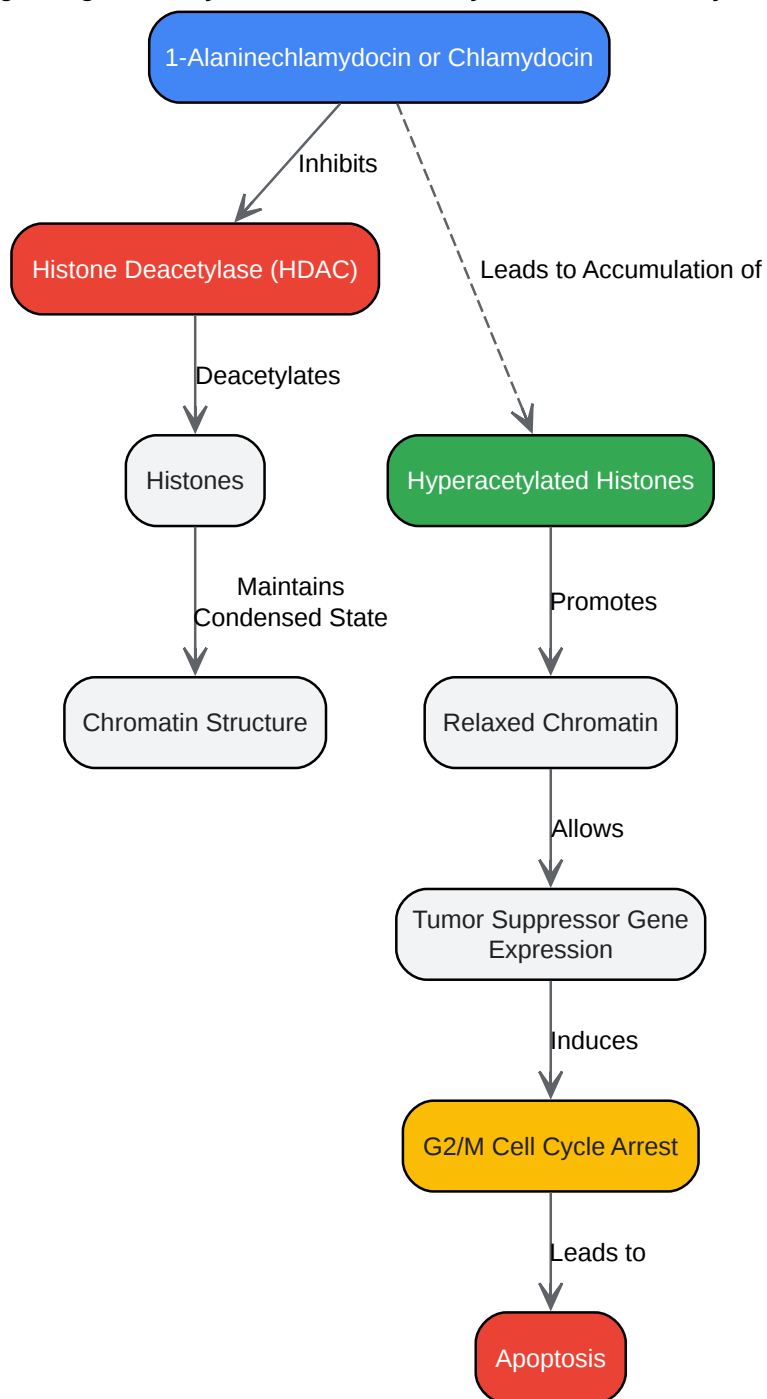 1-Alaninechlamydocin or Chlamydocin
Inhibits
Histone Deacetylase (HDAC)
Leads to Accumulation of
Deacetylates
Histones
Hyperacetylated Histones
Maintains
Condensed State
Promotes
Chromatin Structure
Relaxed Chromatin
Allows
Tumor Suppressor Gene
Expression
Induces
G2/M Cell Cycle Arrest
Leads to
Apoptosis